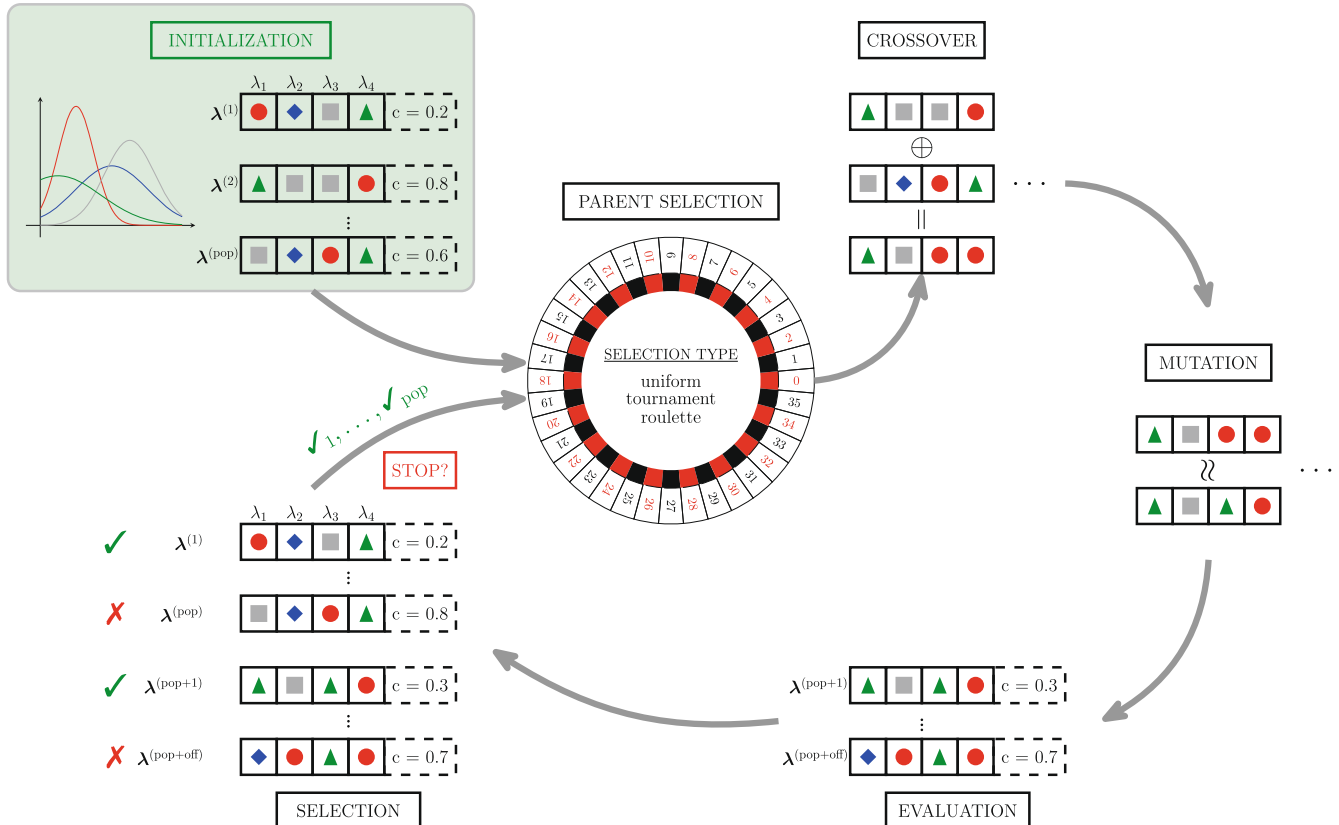 INITIALIZATION
λ₁ λ₂ λ₃ λ₄
λ⁽¹⁾ c = 0.2
λ⁽²⁾ c = 0.8
⋮
λ⁽ᵖᵒᵖ⁾ c = 0.6
PARENT SELECTION
0 1 2 3 4 5 6 7 8 9 10 11 12 13 14 15 16 17 18 19 20 21 22 23 24 25 26 27 28 29 30 31 32 33 34 35
SELECTION TYPE
uniform
tournament
roulette
CROSSOVER
⊕
· · ·
=
MUTATION
≈
· · ·
λ⁽ᵖᵒᵖ⁺¹⁾ c = 0.3
⋮
λ⁽ᵖᵒᵖ⁺ᵒᶠᶠ⁾ c = 0.7
EVALUATION
✓1, . . . , ✓pop
STOP?
λ₁ λ₂ λ₃ λ₄
✓ λ⁽¹⁾ c = 0.2
⋮
✗ λ⁽ᵖᵒᵖ⁾ c = 0.8
✓ λ⁽ᵖᵒᵖ⁺¹⁾ c = 0.3
⋮
✗ λ⁽ᵖᵒᵖ⁺ᵒᶠᶠ⁾ c = 0.7
SELECTION